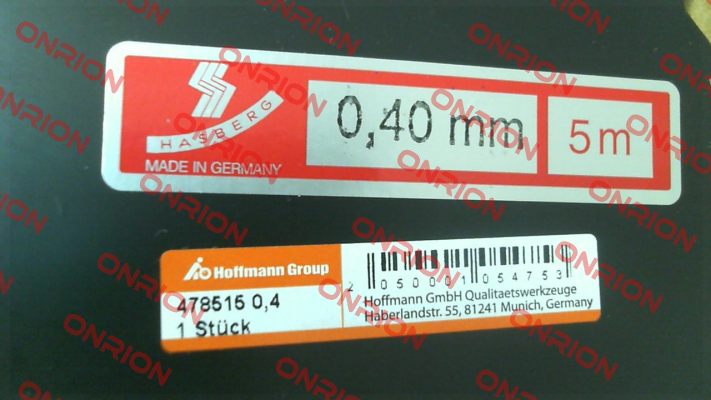 HASBERG
MADE IN GERMANY
0,40 mm
5m
Hoffmann Group
478515 0,4
1 Stück
2 050001 054753
Hoffmann GmbH Qualitaetswerkzeuge
Haberlandstr. 55, 81241 Munich, Germany
ONRION